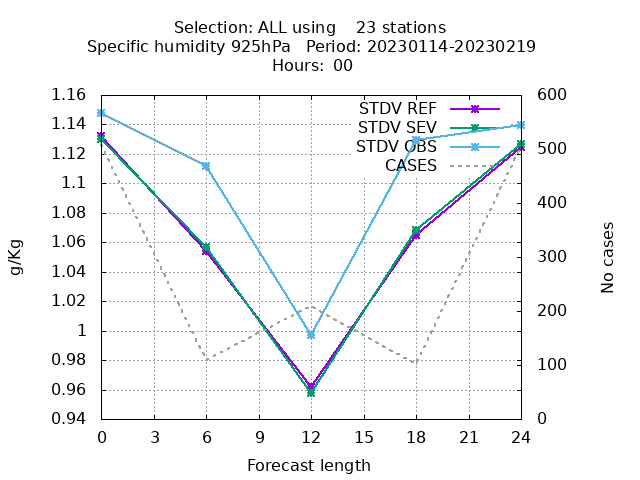 Selection: ALL using    23 stations
Specific humidity 925hPa   Period: 20230114-20230219
Hours:  00
STDV REF
STDV SEV
STDV OBS
CASES
1.16
1.14
1.12
1.1
1.08
1.06
1.04
1.02
1
0.98
0.96
0.94
600
500
400
300
200
100
0
g/Kg
No cases
0 3 6 9 12 15 18 21 24
Forecast length